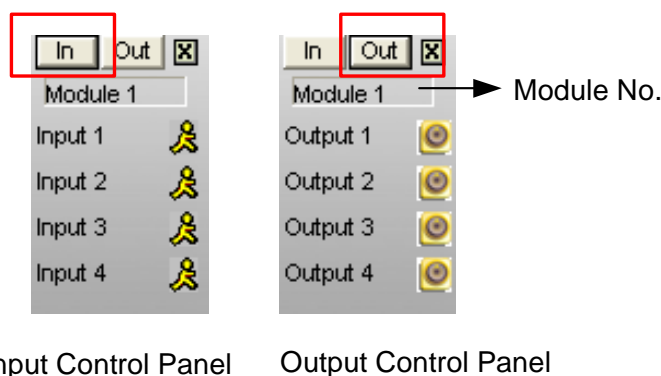 In Out X
Module 1
Input 1
Input 2
Input 3
Input 4
In Out X
Module 1
Output 1
Output 2
Output 3
Output 4
Module No.
nput Control Panel
Output Control Panel